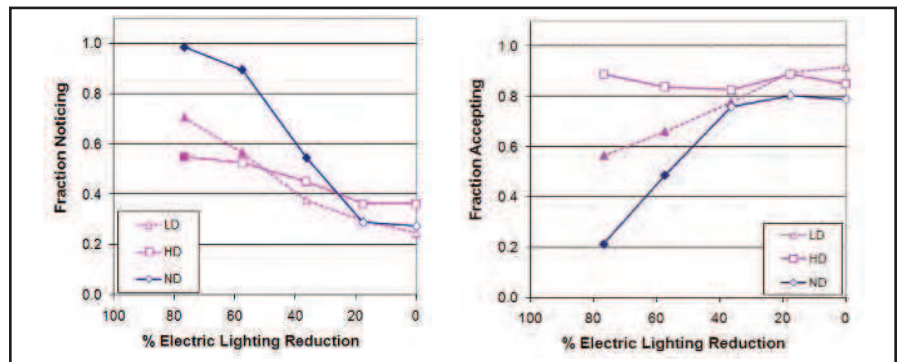 Fraction Noticing
1.0
0.8
0.6
0.4
0.2
0.0
LD
HD
ND
100 80 60 40 20 0
% Electric Lighting Reduction
Fraction Accepting
1.0
0.8
0.6
0.4
0.2
0.0
LD
HD
ND
100 80 60 40 20 0
% Electric Lighting Reduction